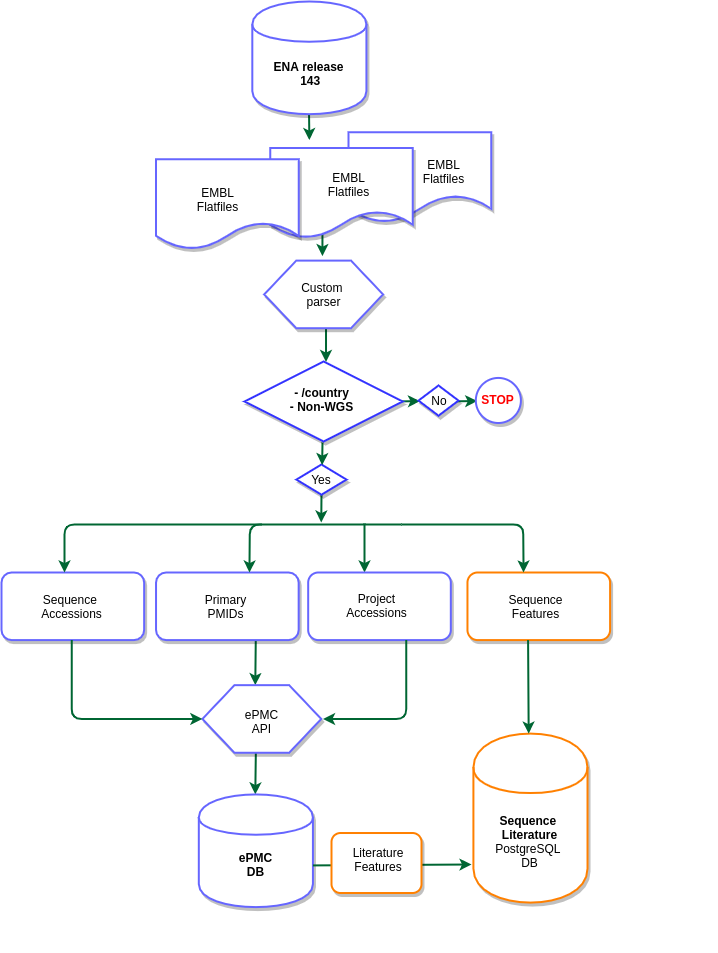 ENA release
143
EMBL
Flatfiles
EMBL
Flatfiles
EMBL
Flatfiles
Custom
parser
- /country
- Non-WGS
No
STOP
Yes
Sequence
Accessions
Primary
PMIDs
Project
Accessions
Sequence
Features
ePMC
API
Sequence
Literature
PostgreSQL
DB
ePMC
DB
Literature
Features